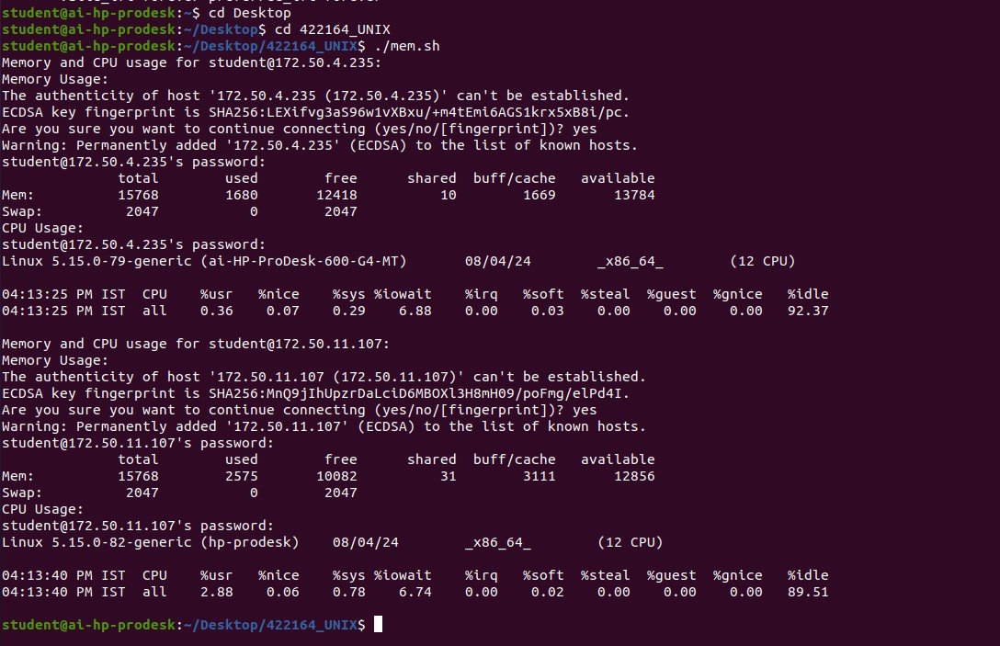 student@ai-hp-prodesk:~$ cd Desktop
student@ai-hp-prodesk:~/Desktop$ cd 422164_UNIX
student@ai-hp-prodesk:~/Desktop/422164_UNIX$ ./mem.sh
Memory and CPU usage for student@172.50.4.235:
Memory Usage:
The authenticity of host '172.50.4.235 (172.50.4.235)' can't be established.
ECDSA key fingerprint is SHA256:LEXifvg3aS96w1vXBxu/+m4tEmi6AGS1krx5xB8i/pc.
Are you sure you want to continue connecting (yes/no/[fingerprint])? yes
Warning: Permanently added '172.50.4.235' (ECDSA) to the list of known hosts.
student@172.50.4.235's password:
              total        used        free      shared  buff/cache   available
Mem:          15768        1680       12418          10        1669       13784
Swap:          2047           0        2047
CPU Usage:
student@172.50.4.235's password:
Linux 5.15.0-79-generic (ai-HP-ProDesk-600-G4-MT)       08/04/24        _x86_64_        (12 CPU)
04:13:25 PM IST  CPU    %usr   %nice    %sys %iowait    %irq   %soft  %steal  %guest  %gnice   %idle
04:13:25 PM IST  all    0.36    0.07    0.29    6.88    0.00    0.03    0.00    0.00    0.00   92.37
Memory and CPU usage for student@172.50.11.107:
Memory Usage:
The authenticity of host '172.50.11.107 (172.50.11.107)' can't be established.
ECDSA key fingerprint is SHA256:MnQ9jIhUpzrDaLciD6MBOXl3H8mH09/poFmg/elPd4I.
Are you sure you want to continue connecting (yes/no/[fingerprint])? yes
Warning: Permanently added '172.50.11.107' (ECDSA) to the list of known hosts.
student@172.50.11.107's password:
              total        used        free      shared  buff/cache   available
Mem:          15768        2575       10082          31        3111       12856
Swap:          2047           0        2047
CPU Usage:
student@172.50.11.107's password:
Linux 5.15.0-82-generic (hp-prodesk)    08/04/24        _x86_64_        (12 CPU)
04:13:40 PM IST  CPU    %usr   %nice    %sys %iowait    %irq   %soft  %steal  %guest  %gnice   %idle
04:13:40 PM IST  all    2.88    0.06    0.78    6.74    0.00    0.02    0.00    0.00    0.00   89.51
student@ai-hp-prodesk:~/Desktop/422164_UNIX$